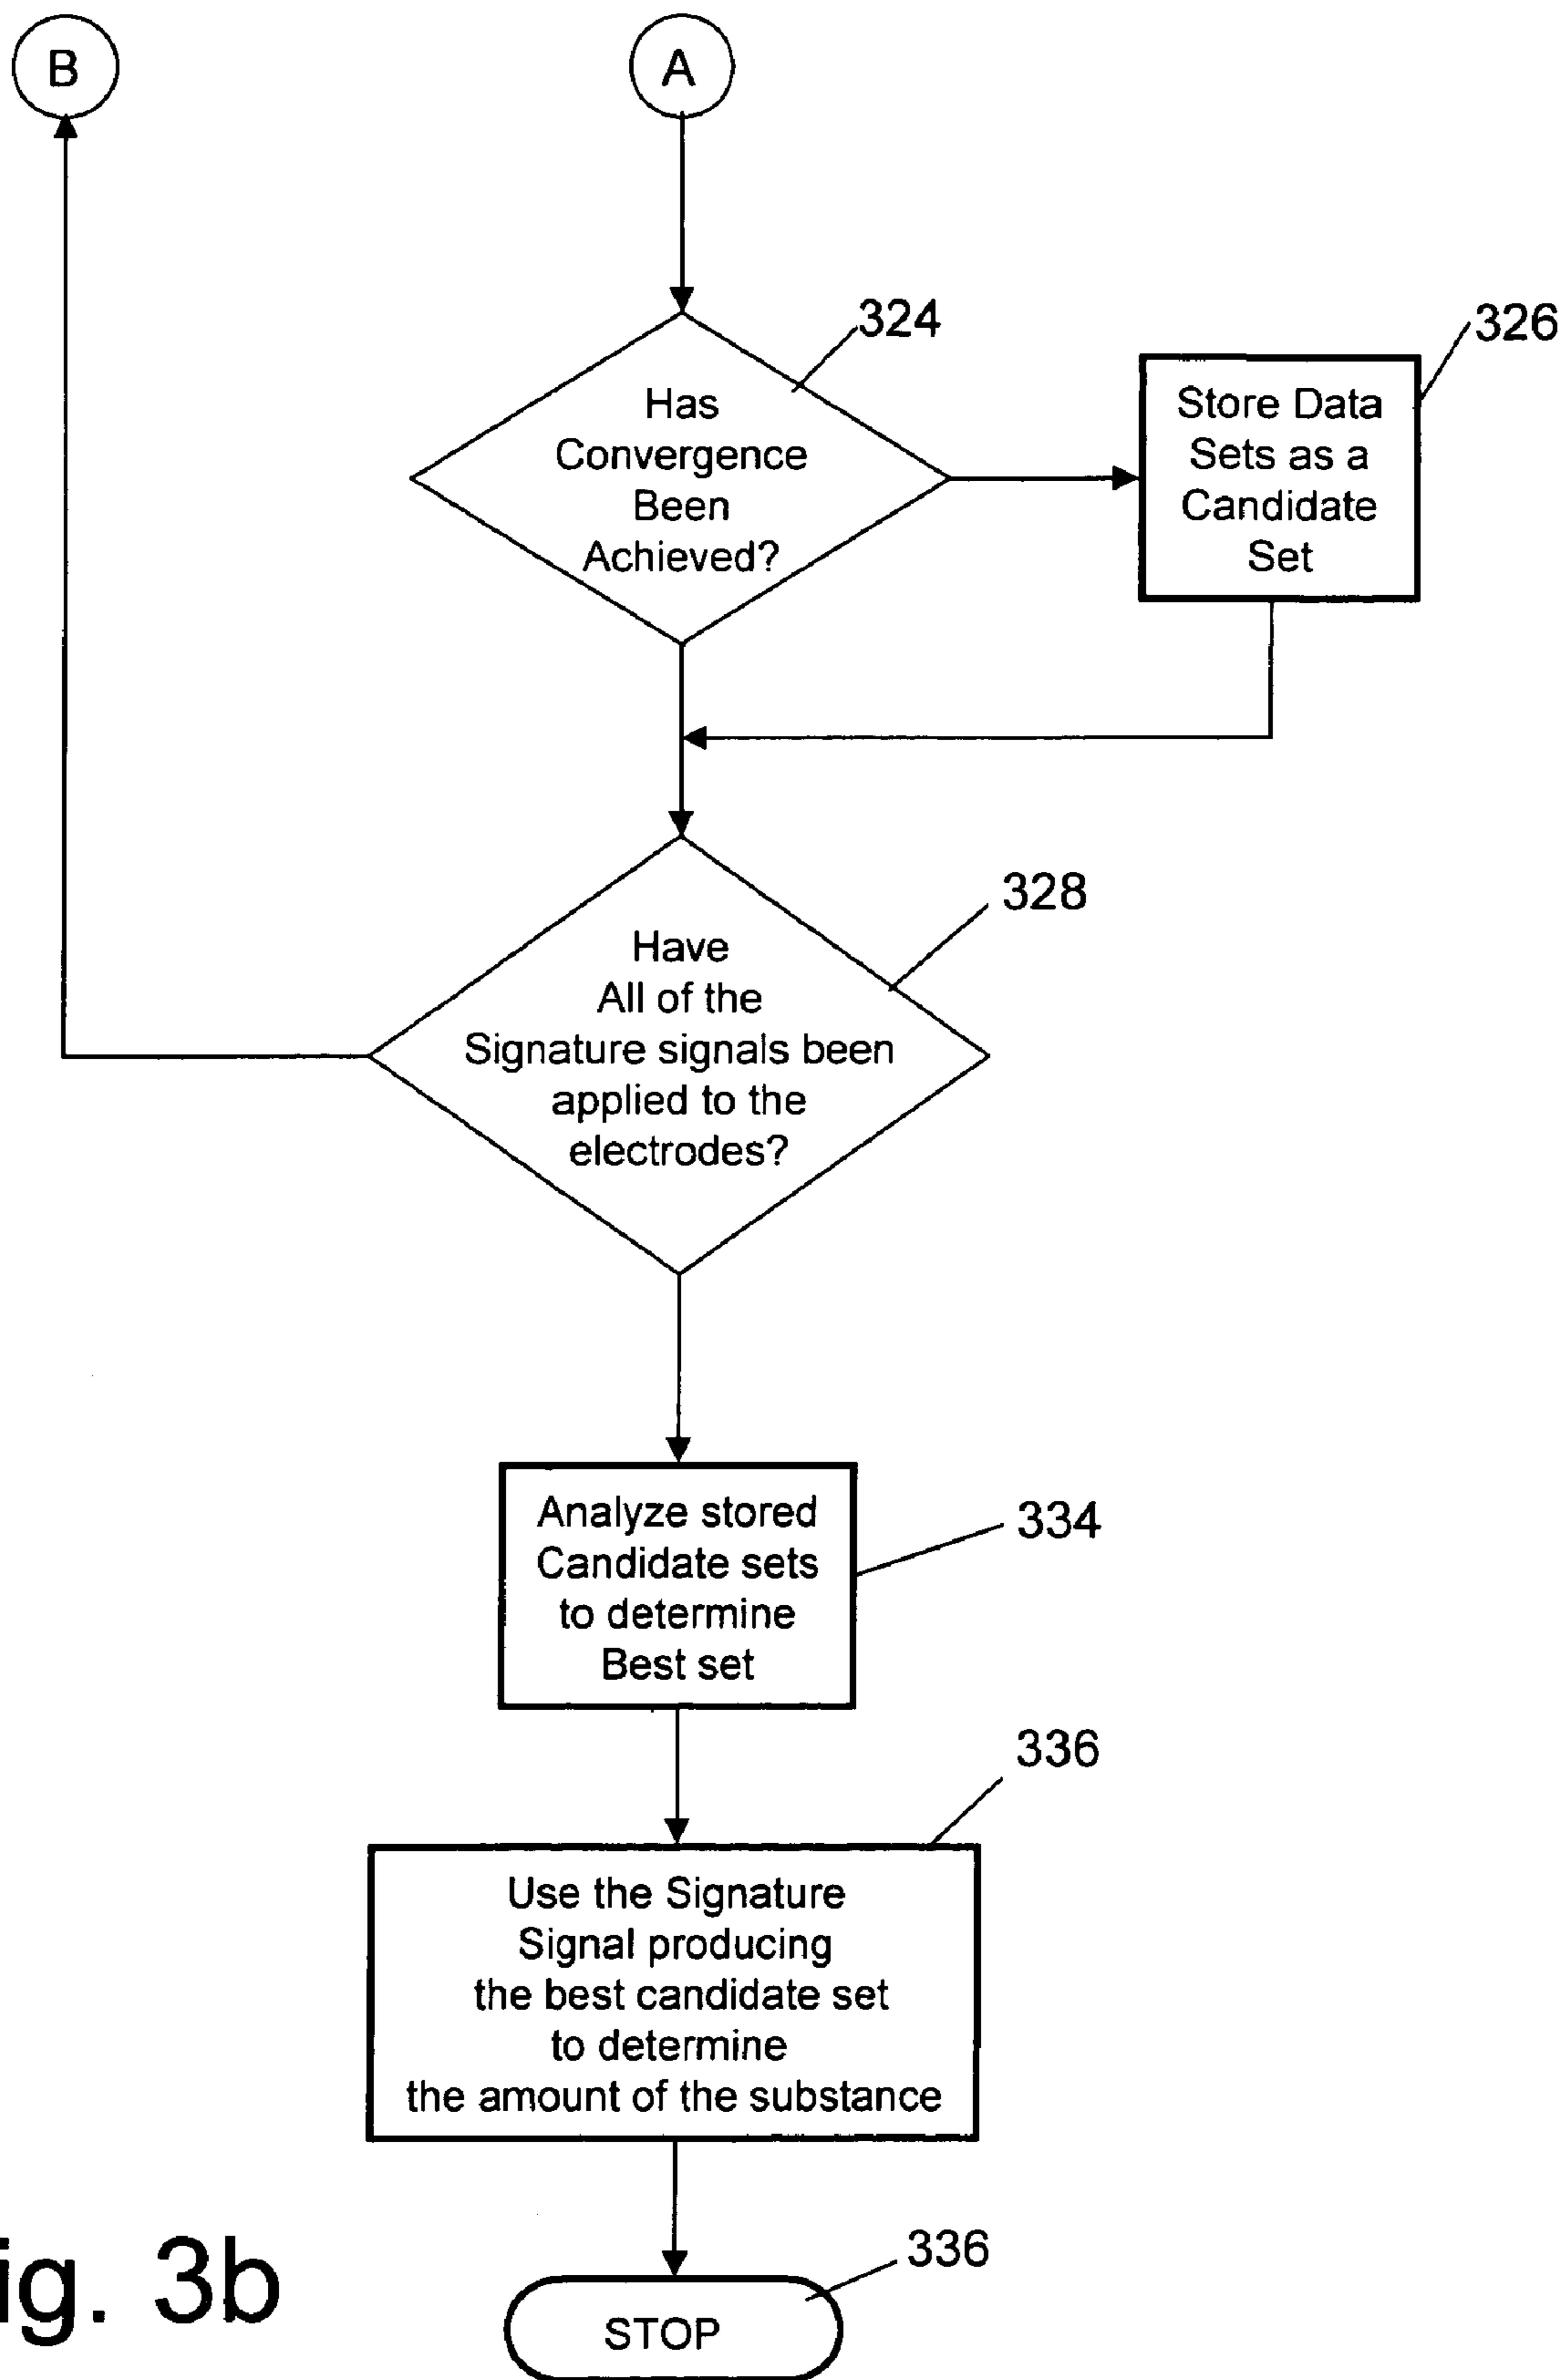 B
A
324
326
Has
Convergence
Been
Achieved?
Store Data
Sets as a
Candidate
Set
328
Have
All of the
Signature signals been
applied to the
electrodes?
Analyze stored
Candidate sets
to determine
Best set
334
336
Use the Signature
Signal producing
the best candidate set
to determine
the amount of the substance
336
STOP
ig. 3b